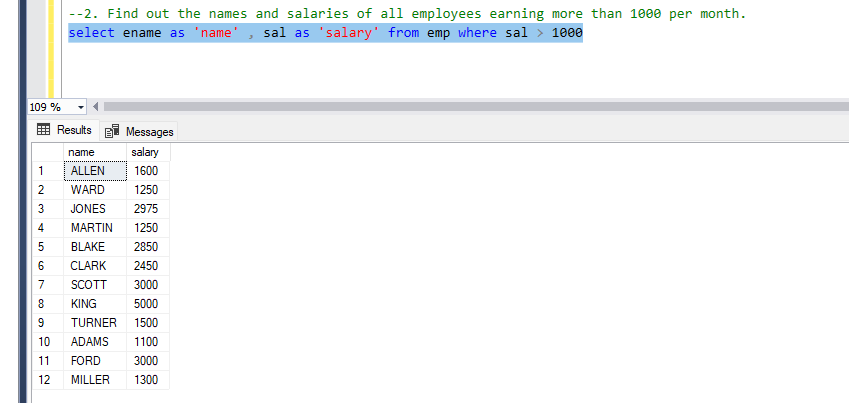 --2. Find out the names and salaries of all employees earning more than 1000 per month.
select ename as 'name' , sal as 'salary' from emp where sal > 1000
109 %
Results Messages
name salary
1 ALLEN 1600
2 WARD 1250
3 JONES 2975
4 MARTIN 1250
5 BLAKE 2850
6 CLARK 2450
7 SCOTT 3000
8 KING 5000
9 TURNER 1500
10 ADAMS 1100
11 FORD 3000
12 MILLER 1300